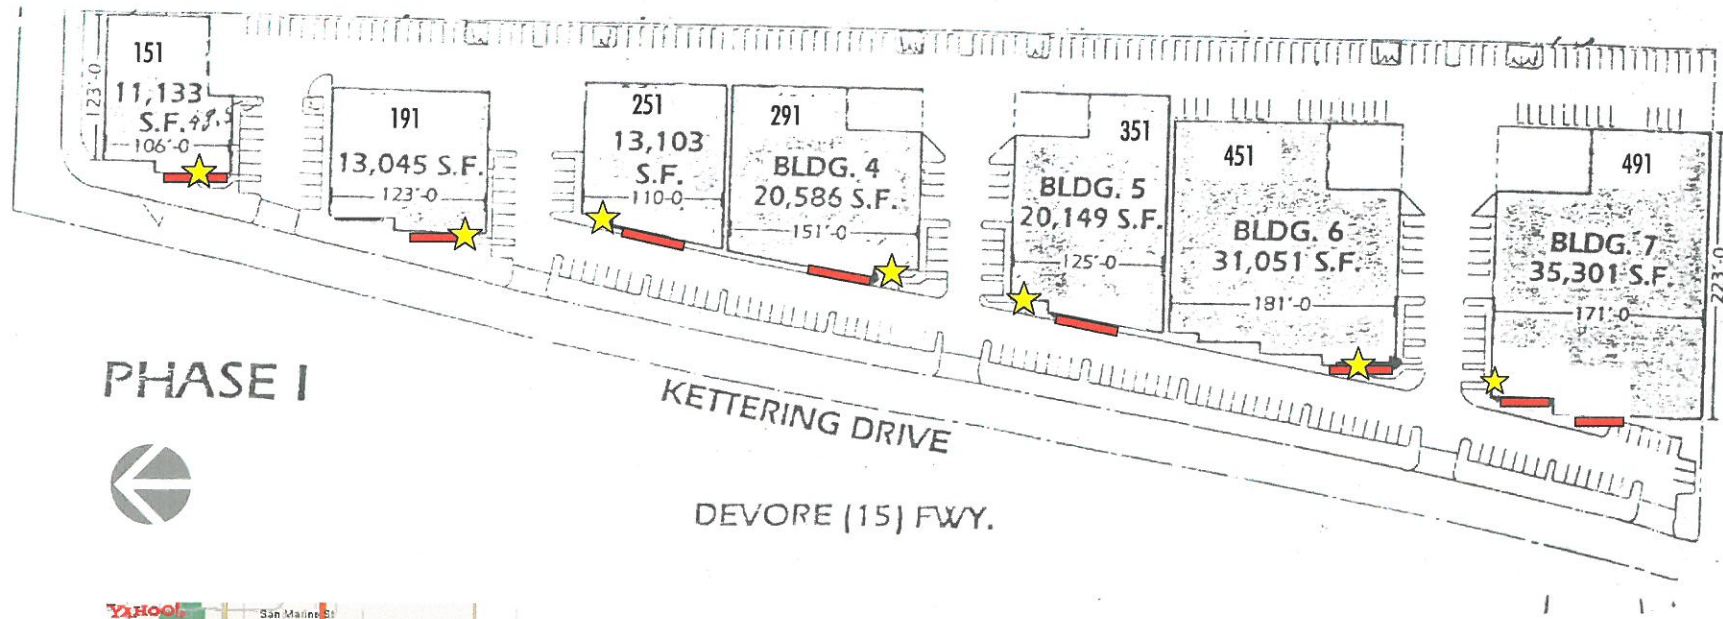 151
11,133
S.F.
48.5
123'-0
106'-0
191
13,045 S.F.
123'-0
251
13,103
S.F.
110-0
291
BLDG. 4
20,586 S.F.
151'-0
351
BLDG. 5
20,149 S.F.
125'-0
451
BLDG. 6
31,051 S.F.
181'-0
491
BLDG. 7
35,301 S.F.
171'-0
223'-0
PHASE I
KETTERING DRIVE
DEVORE (15) FWY.
YAHOO!
San Marino St